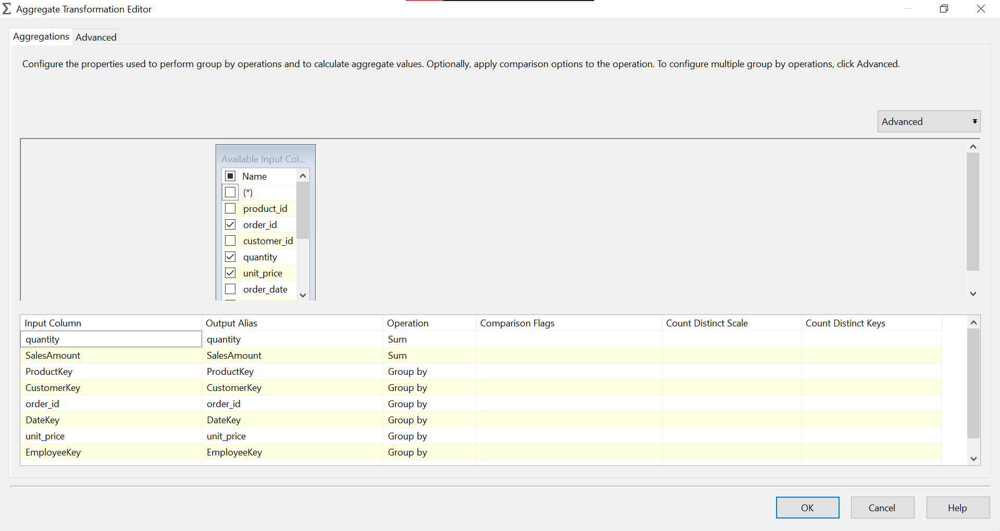 Aggregate Transformation Editor
Aggregations Advanced
Configure the properties used to perform group by operations and to calculate aggregate values. Optionally, apply comparison options to the operation. To configure multiple group by operations, click Advanced.
Advanced
Available Input Col...
Name
(*)
product_id
order_id
customer_id
quantity
unit_price
order_date
Input Column Output Alias Operation Comparison Flags Count Distinct Scale Count Distinct Keys
quantity quantity Sum
SalesAmount SalesAmount Sum
ProductKey ProductKey Group by
CustomerKey CustomerKey Group by
order_id order_id Group by
DateKey DateKey Group by
unit_price unit_price Group by
EmployeeKey EmployeeKey Group by
OK Cancel Help